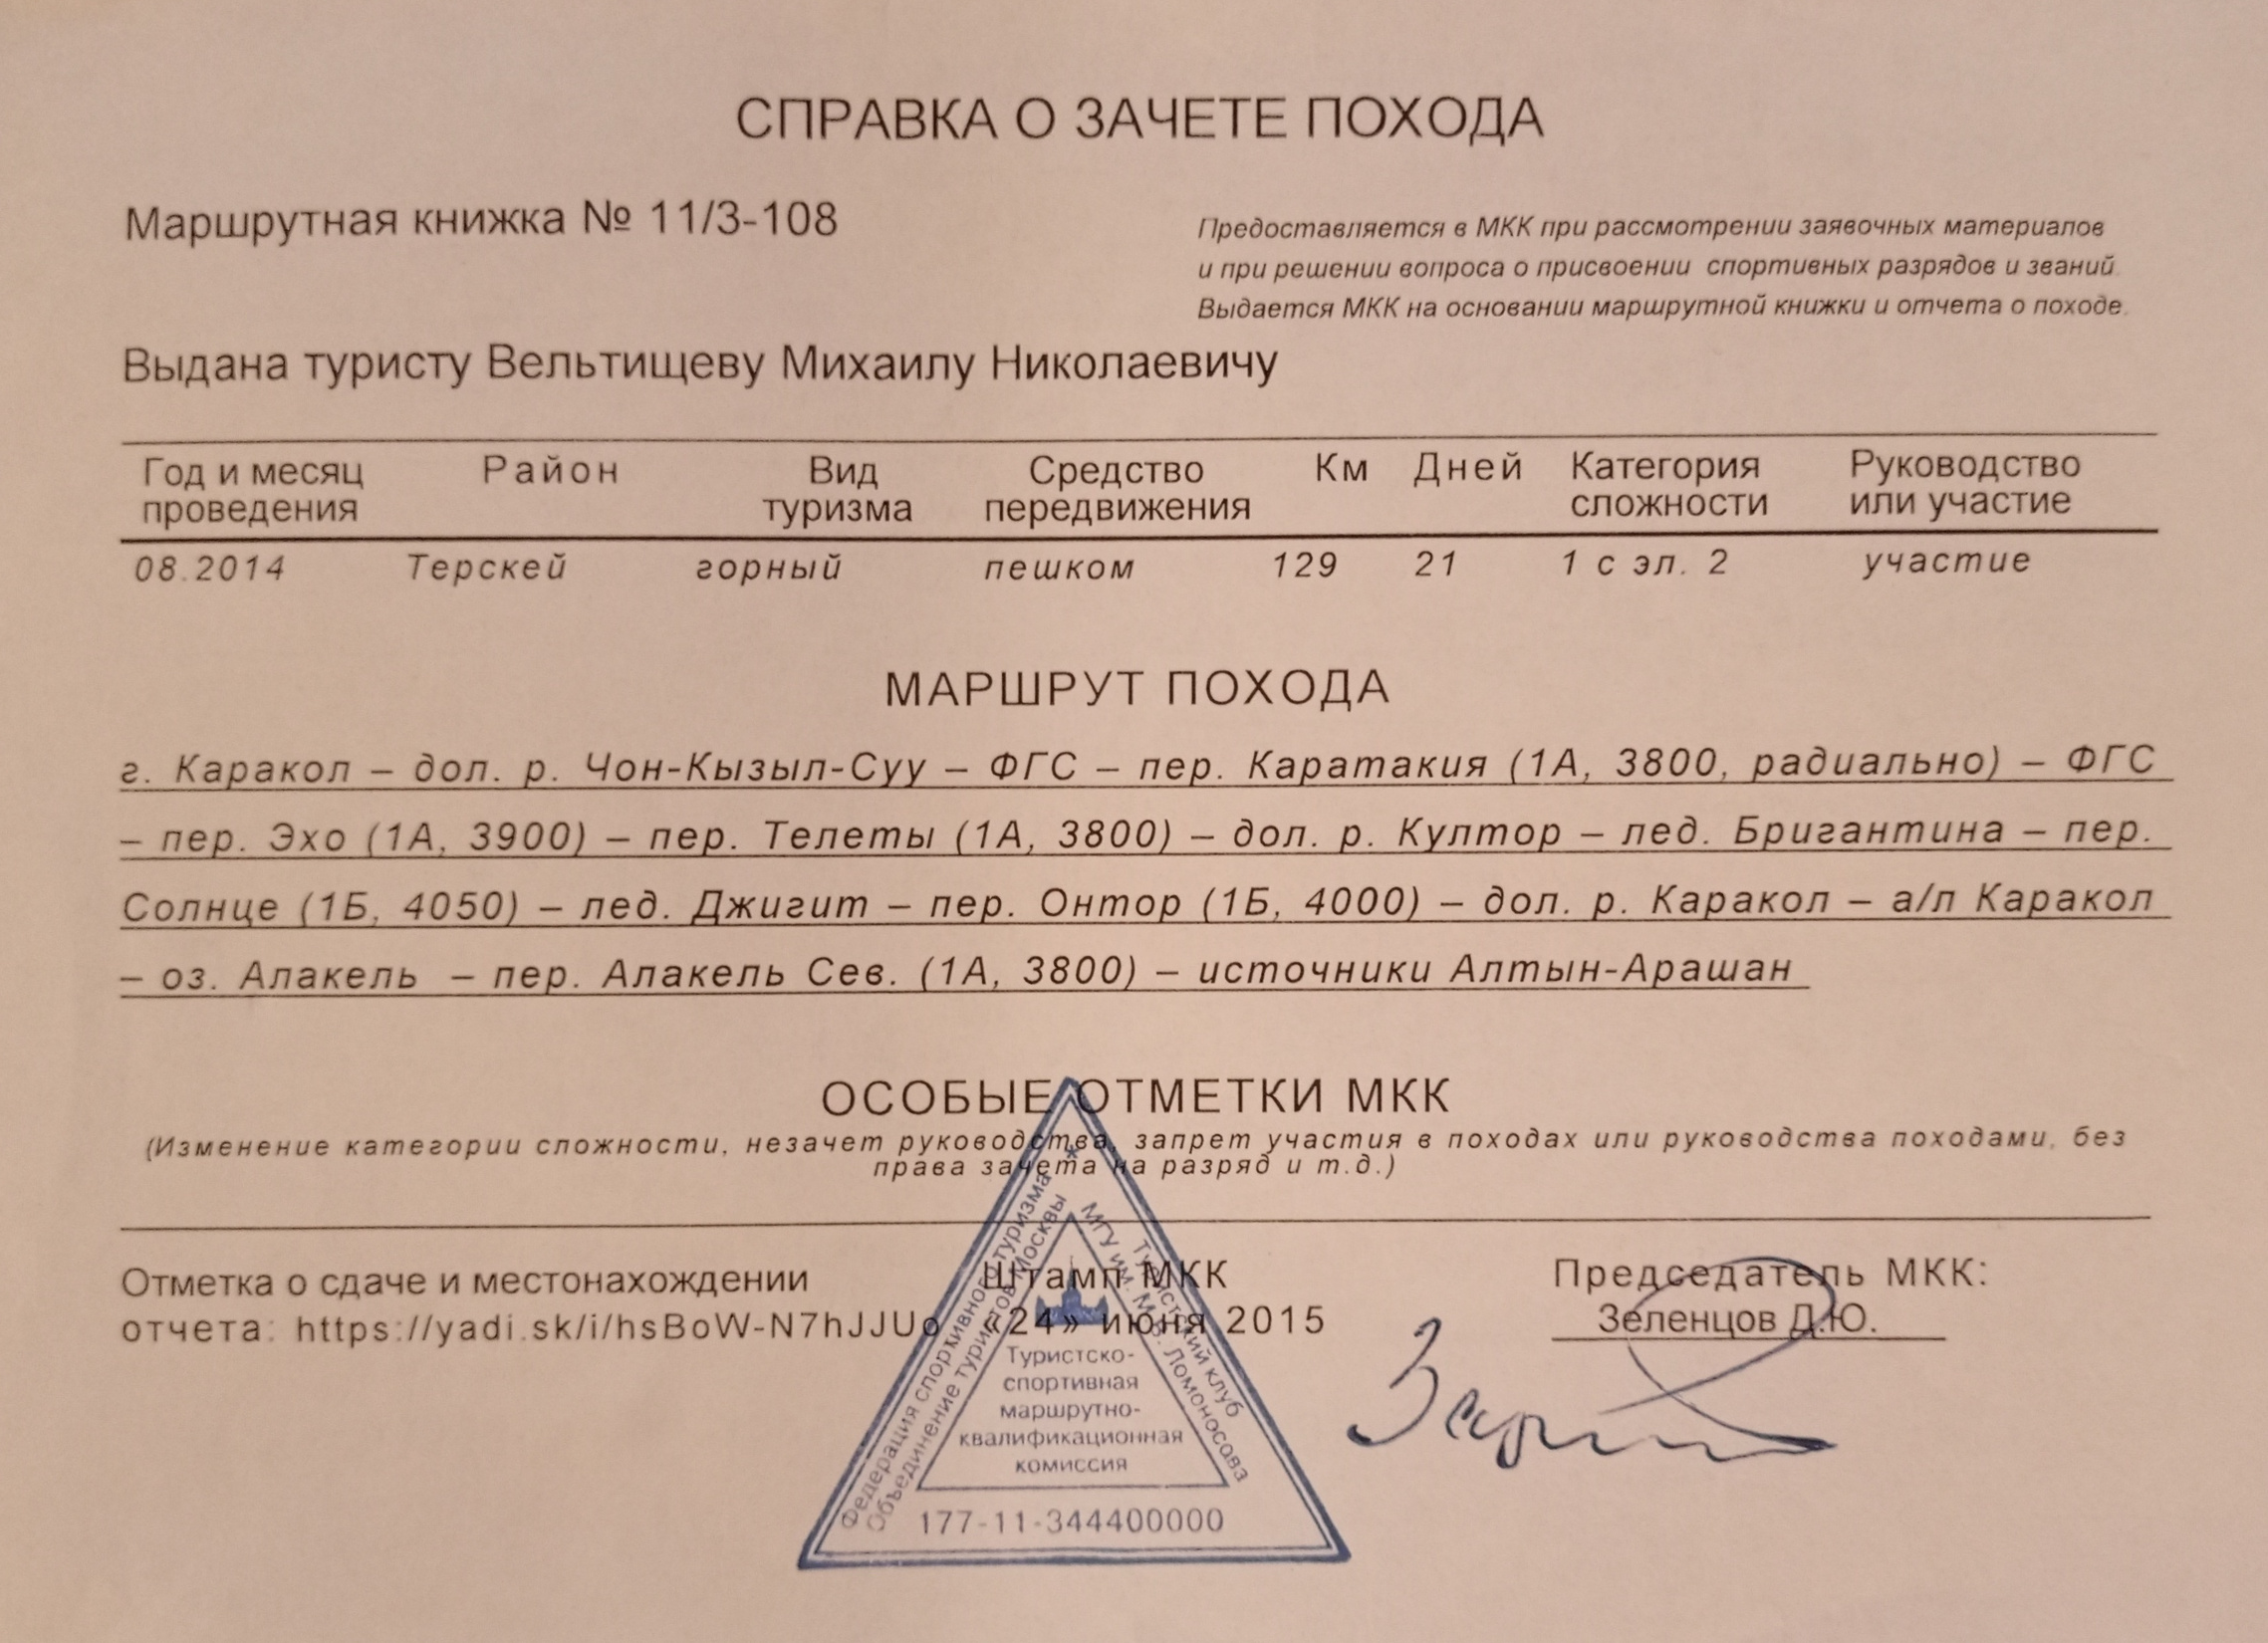 СПРАВКА О ЗАЧЕТЕ ПОХОДА
Маршрутная книжка № 11/3-108
Предоставляется в МКК при рассмотрении заявочных материалов
и при решении вопроса о присвоении спортивных разрядов и званий.
Выдается МКК на основании маршрутной книжки и отчета о походе.
Выдана туристу Вельтищеву Михаилу Николаевичу
Год и месяц проведения Район Вид туризма Средство передвижения Км Дней Категория сложности Руководство или участие
08.2014 Терскей горный пешком 129 21 1 с эл. 2 участие
МАРШРУТ ПОХОДА
г. Каракол – дол. р. Чон-Кызыл-Суу – ФГС – пер. Каратакия (1А, 3800, радиально) – ФГС
– пер. Эхо (1А, 3900) – пер. Телеты (1А, 3800) – дол. р. Култор – лед. Бригантина – пер.
Солнце (1Б, 4050) – лед. Джигит – пер. Онтор (1Б, 4000) – дол. р. Каракол – а/л Каракол
– оз. Алакель – пер. Алакель Сев. (1А, 3800) – источники Алтын-Арашан
ОСОБЫЕ ОТМЕТКИ МКК
(Изменение категории сложности, незачет руководства, запрет участия в походах или руководства походами, без
права зачета на разряд и т.д.)
Отметка о сдаче и местонахождении
отчета: https://yadi.sk/i/hsBoW-N7hJJUo
Штамп МКК
«24» июня 2015
Председатель МКК:
Зеленцов Д.Ю.
Федерация спортивного туризма
Объединение туристов Москвы
Туристский клуб
МГУ им. М.В. Ломоносова
Туристско-
спортивная
маршрутно-
квалификационная
комиссия
177-11-344400000